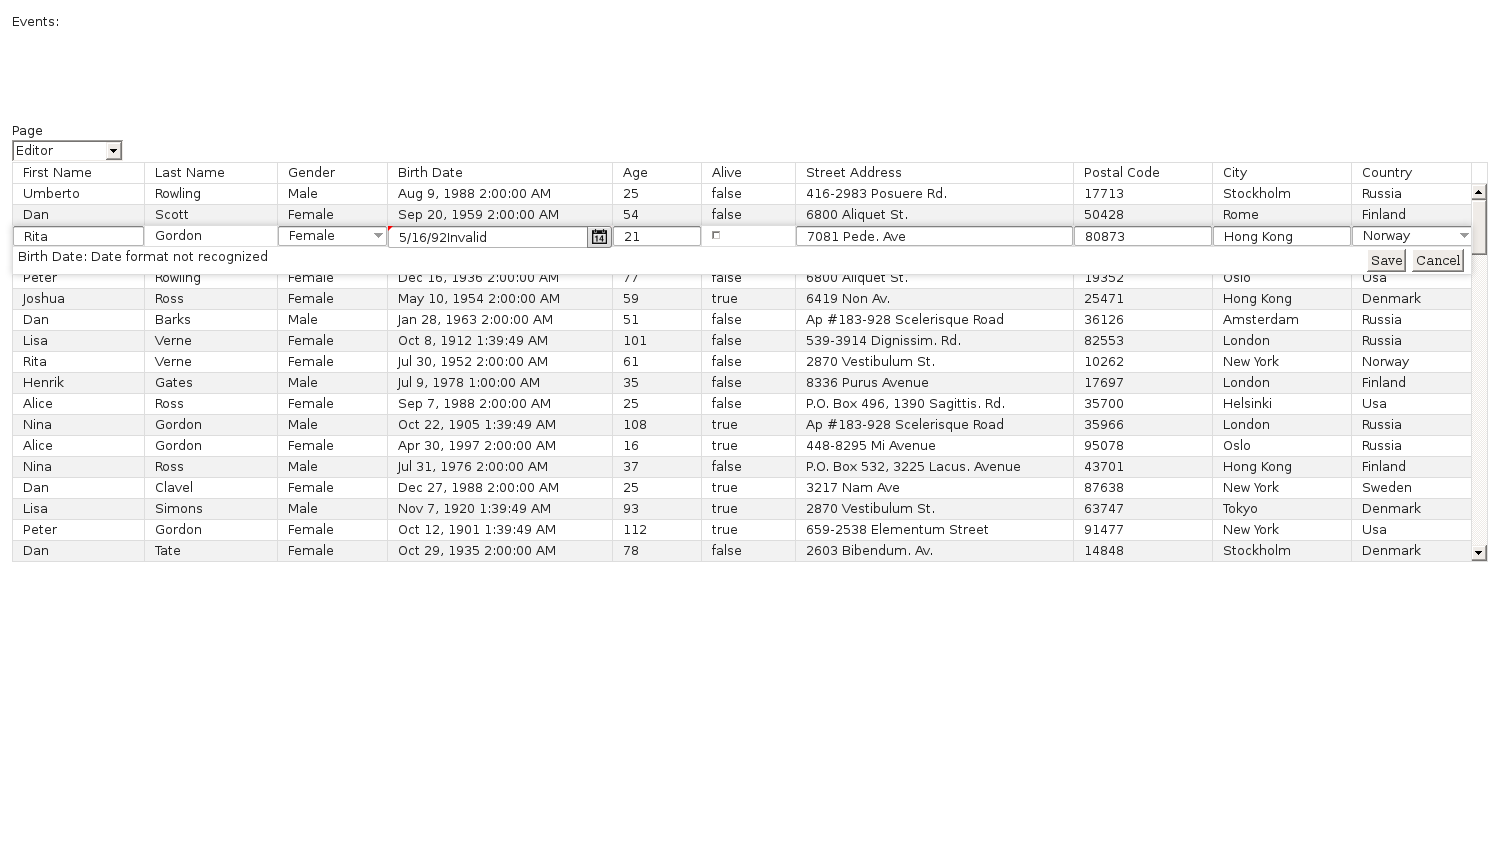 Events:
Page
Editor
First Name Last Name Gender Birth Date Age Alive Street Address Postal Code City Country
Umberto Rowling Male Aug 9, 1988 2:00:00 AM 25 false 416-2983 Posuere Rd. 17713 Stockholm Russia
Dan Scott Female Sep 20, 1959 2:00:00 AM 54 false 6800 Aliquet St. 50428 Rome Finland
Rita Gordon Female 5/16/92Invalid 14 21 7081 Pede. Ave 80873 Hong Kong Norway
Birth Date: Date format not recognized Save Cancel
Peter Rowling Female Dec 16, 1936 2:00:00 AM 77 false 6800 Aliquet St. 19352 Oslo Usa
Joshua Ross Female May 10, 1954 2:00:00 AM 59 true 6419 Non Av. 25471 Hong Kong Denmark
Dan Barks Male Jan 28, 1963 2:00:00 AM 51 false Ap #183-928 Scelerisque Road 36126 Amsterdam Russia
Lisa Verne Female Oct 8, 1912 1:39:49 AM 101 false 539-3914 Dignissim. Rd. 82553 London Russia
Rita Verne Female Jul 30, 1952 2:00:00 AM 61 false 2870 Vestibulum St. 10262 New York Norway
Henrik Gates Male Jul 9, 1978 1:00:00 AM 35 false 8336 Purus Avenue 17697 London Finland
Alice Ross Female Sep 7, 1988 2:00:00 AM 25 false P.O. Box 496, 1390 Sagittis. Rd. 35700 Helsinki Usa
Nina Gordon Male Oct 22, 1905 1:39:49 AM 108 true Ap #183-928 Scelerisque Road 35966 London Russia
Alice Gordon Female Apr 30, 1997 2:00:00 AM 16 true 448-8295 Mi Avenue 95078 Oslo Russia
Nina Ross Male Jul 31, 1976 2:00:00 AM 37 false P.O. Box 532, 3225 Lacus. Avenue 43701 Hong Kong Finland
Dan Clavel Female Dec 27, 1988 2:00:00 AM 25 true 3217 Nam Ave 87638 New York Sweden
Lisa Simons Male Nov 7, 1920 1:39:49 AM 93 true 2870 Vestibulum St. 63747 Tokyo Denmark
Peter Gordon Female Oct 12, 1901 1:39:49 AM 112 true 659-2538 Elementum Street 91477 New York Usa
Dan Tate Female Oct 29, 1935 2:00:00 AM 78 false 2603 Bibendum. Av. 14848 Stockholm Denmark